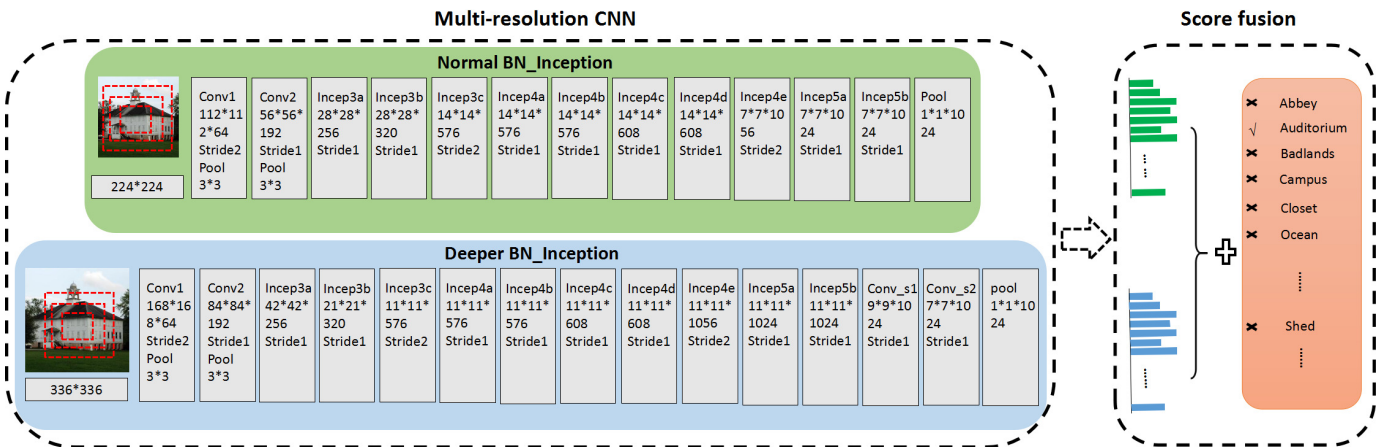 Multi-resolution CNN
Score fusion
Normal BN_Inception
224*224
Conv1
112*11
2*64
Stride2
Pool
3*3
Conv2
56*56*
192
Stride1
Pool
3*3
Incep3a
28*28*
256
Stride1
Incep3b
28*28*
320
Stride1
Incep3c
14*14*
576
Stride2
Incep4a
14*14*
576
Stride1
Incep4b
14*14*
576
Stride1
Incep4c
14*14*
608
Stride1
Incep4d
14*14*
608
Stride1
Incep4e
7*7*10
56
Stride2
Incep5a
7*7*10
24
Stride1
Incep5b
7*7*10
24
Stride1
Pool
1*1*10
24
Deeper BN_Inception
336*336
Conv1
168*16
8*64
Stride2
Pool
3*3
Conv2
84*84*
192
Stride1
Pool
3*3
Incep3a
42*42*
256
Stride1
Incep3b
21*21*
320
Stride1
Incep3c
11*11*
576
Stride2
Incep4a
11*11*
576
Stride1
Incep4b
11*11*
576
Stride1
Incep4c
11*11*
608
Stride1
Incep4d
11*11*
608
Stride1
Incep4e
11*11*
1056
Stride2
Incep5a
11*11*
1024
Stride1
Incep5b
11*11*
1024
Stride1
Conv_s1
9*9*10
24
Stride1
Conv_s2
7*7*10
24
Stride1
pool
1*1*10
24
Abbey
√ Auditorium
Badlands
Campus
Closet
Ocean
Shed